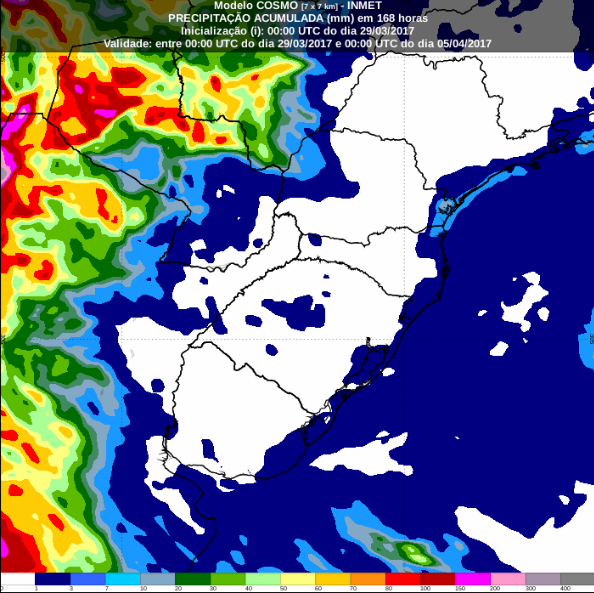 Modelo COSMO [7 x 7 km] - INMET
PRECIPITAÇÃO ACUMULADA (mm) em 168 horas
Inicialização (i): 00:00 UTC do dia 29/03/2017
Validade: entre 00:00 UTC do dia 29/03/2017 e 00:00 UTC do dia 05/04/2017
0 1 3 7 10 20 30 40 50 60 70 80 100 150 200 300 400